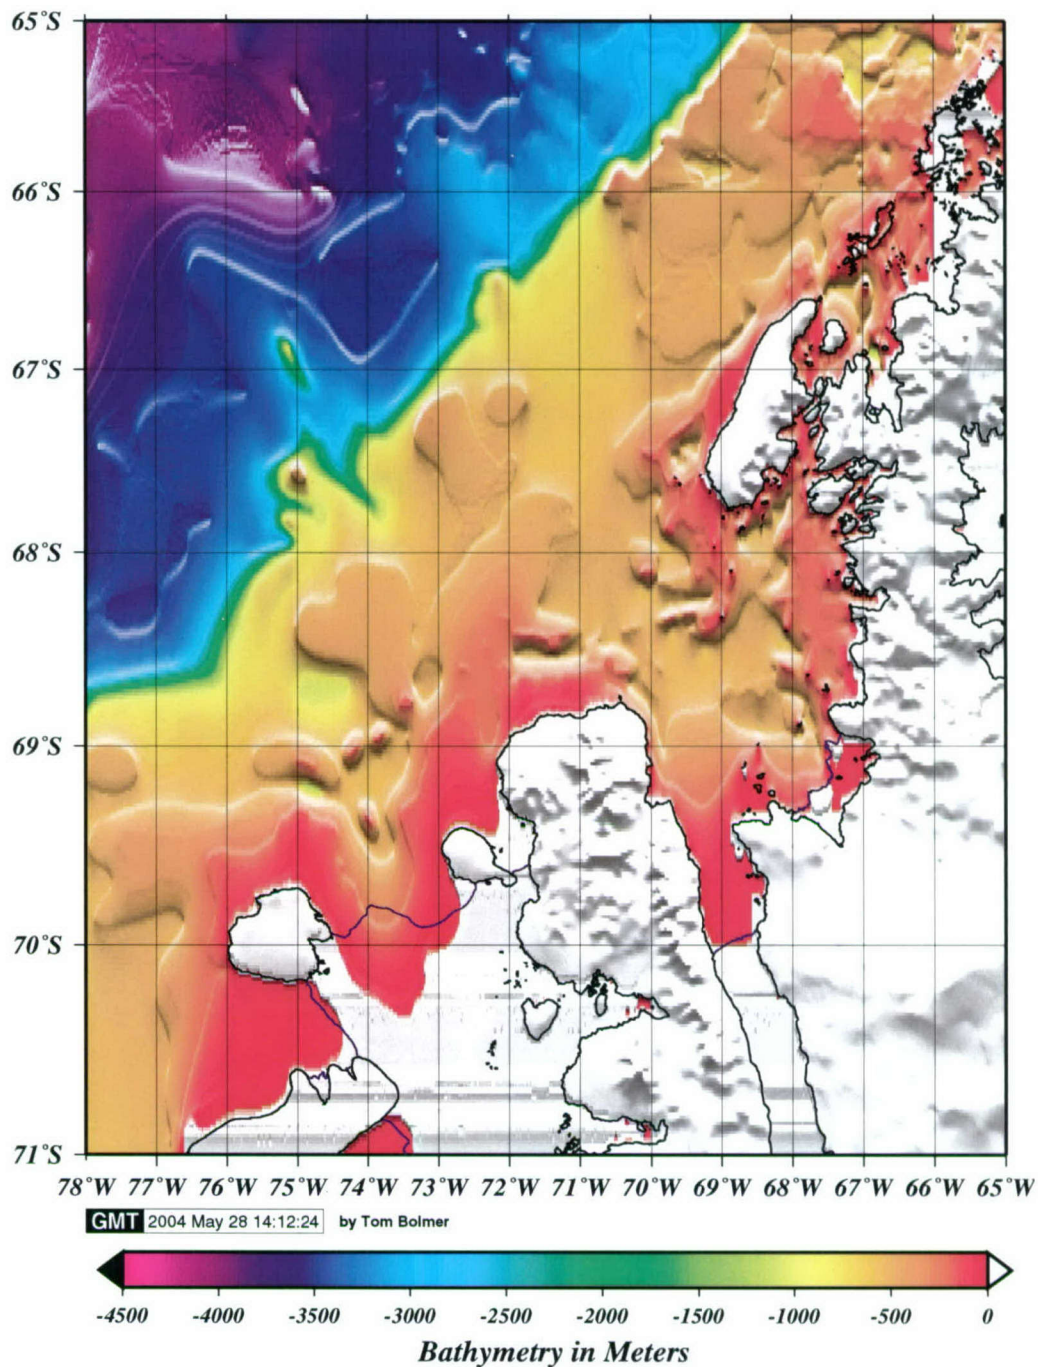 65°S
66°S
67°S
68°S
69°S
70°S
71°S
78°W 77°W 76°W 75°W 74°W 73°W 72°W 71°W 70°W 69°W 68°W 67°W 66°W 65°W
GMT 2004 May 28 14:12:24 by Tom Bolmer
-4500 -4000 -3500 -3000 -2500 -2000 -1500 -1000 -500 0
Bathymetry in Meters